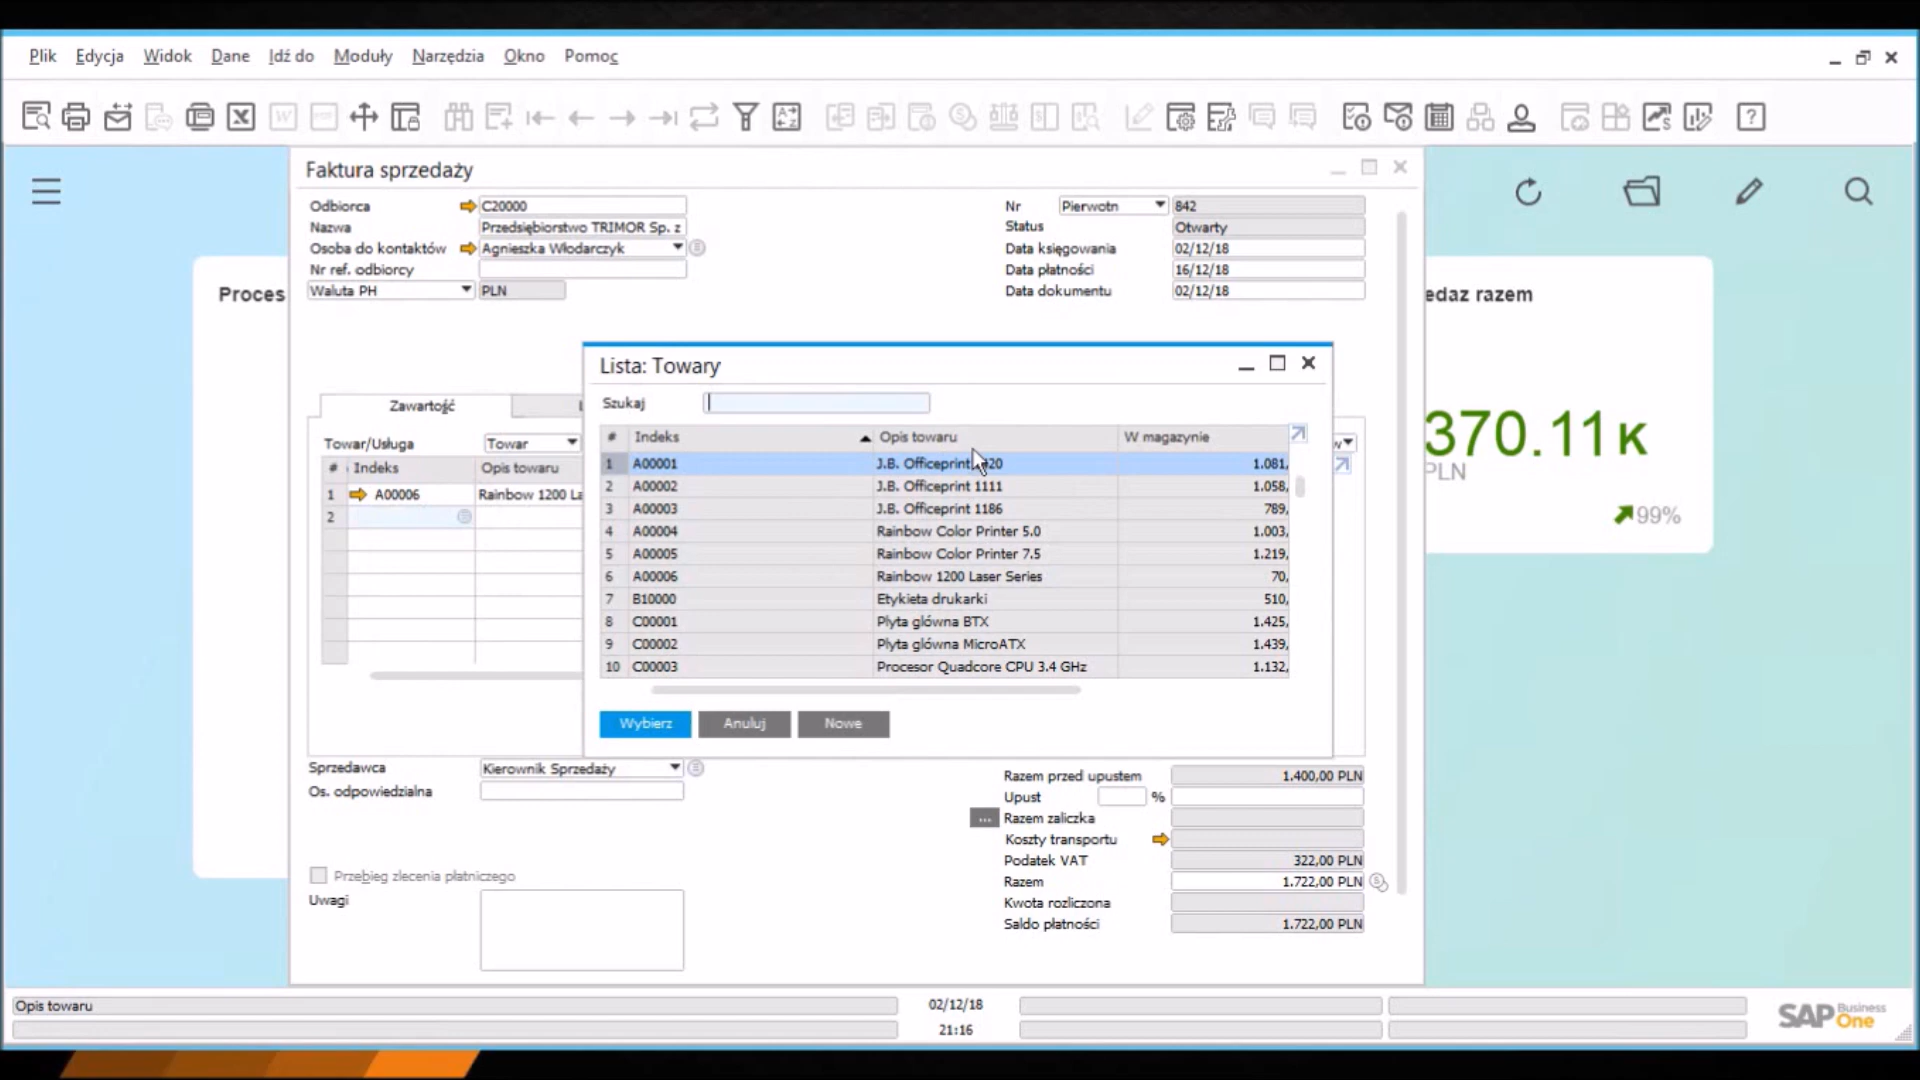 Plik Edycja Widok Dane Idź do Moduły Narzędzia Okno Pomoc
Faktura sprzedaży
Odbiorca C20000
Nazwa Przedsiębiorstwo TRIMOR Sp. z
Osoba do kontaktów Agnieszka Włodarczyk
Nr ref. odbiorcy
Waluta PH PLN
Nr Pierwotn 842
Status Otwarty
Data księgowania 02/12/18
Data płatności 16/12/18
Data dokumentu 02/12/18
Proces
edaz razem
370.11K
PLN
99%
Zawartość
Towar/Usługa Towar
# Indeks Opis towaru
1 A00006 Rainbow 1200 La
2
Lista: Towary
Szukaj
# Indeks Opis towaru W magazynie
1 A00001 J.B. Officeprint 20 1.081,
2 A00002 J.B. Officeprint 1111 1.058,
3 A00003 J.B. Officeprint 1186 789,
4 A00004 Rainbow Color Printer 5.0 1.003,
5 A00005 Rainbow Color Printer 7.5 1.219,
6 A00006 Rainbow 1200 Laser Series 70,
7 B10000 Etykieta drukarki 510,
8 C00001 Płyta główna BTX 1.425,
9 C00002 Płyta główna MicroATX 1.439,
10 C00003 Procesor Quadcore CPU 3.4 GHz 1.132,
Wybierz Anuluj Nowe
Sprzedawca Kierownik Sprzedaży
Os. odpowiedzialna
Przebieg zlecenia płatniczego
Uwagi
Razem przed upustem 1.400,00 PLN
Upust %
... Razem zaliczka
Koszty transportu
Podatek VAT 322,00 PLN
Razem 1.722,00 PLN
Kwota rozliczona
Saldo płatności 1.722,00 PLN
Opis towaru
02/12/18
21:16
SAP Business One